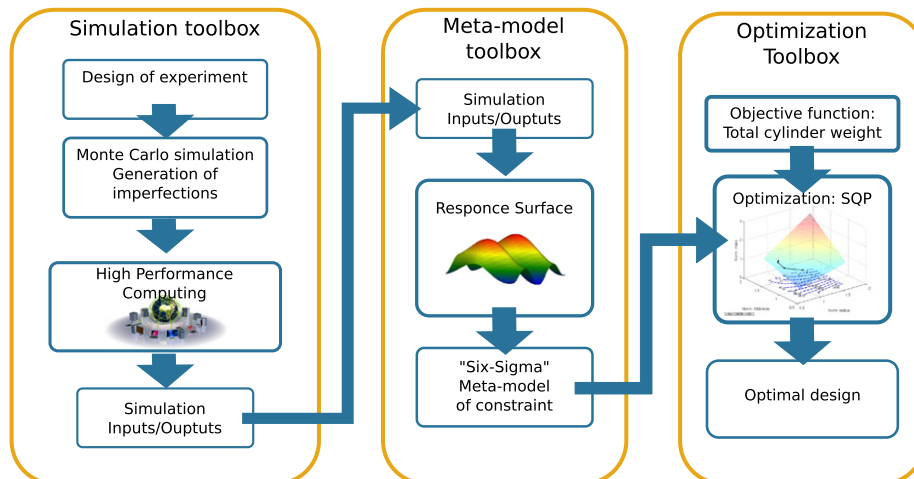 Simulation toolbox
Design of experiment
Monte Carlo simulation
Generation of
imperfections
High Performance
Computing
Simulation
Inputs/Ouptuts
Meta-model
toolbox
Simulation
Inputs/Ouptuts
Responce Surface
"Six-Sigma"
Meta-model
of constraint
Optimization
Toolbox
Objective function:
Total cylinder weight
Optimization: SQP
Optimal design